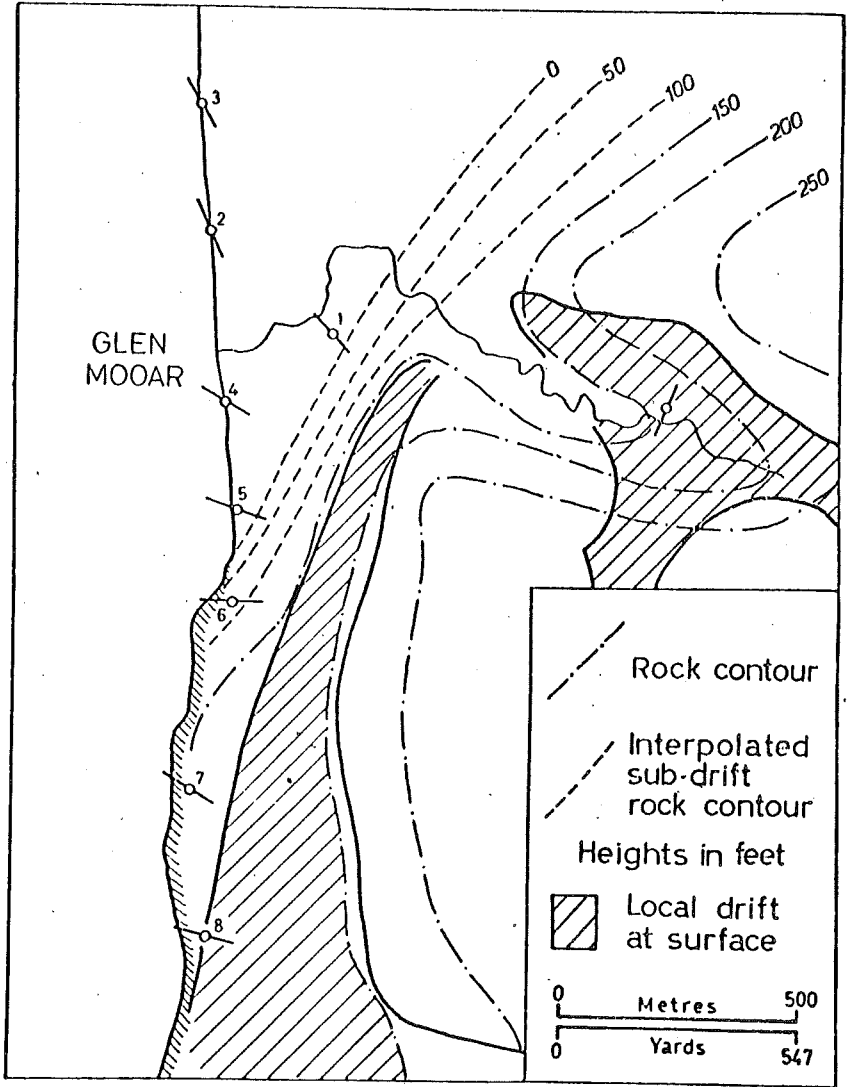 0
50
100
150
200
250
3
2
1
GLEN
MOOAR
4
5
6
7
8
Rock contour
Interpolated
sub-drift
rock contour
Heights in feet
Local drift
at surface
0 Metres 500
0 Yards 547